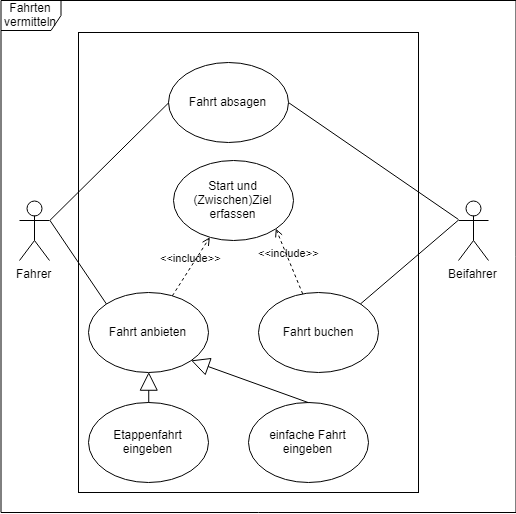 Fahrten
vermitteln
Fahrt absagen
Start und
(Zwischen)Ziel
erfassen
<<include>>
<<include>>
Fahrer
Beifahrer
Fahrt anbieten
Fahrt buchen
Etappenfahrt
eingeben
einfache Fahrt
eingeben